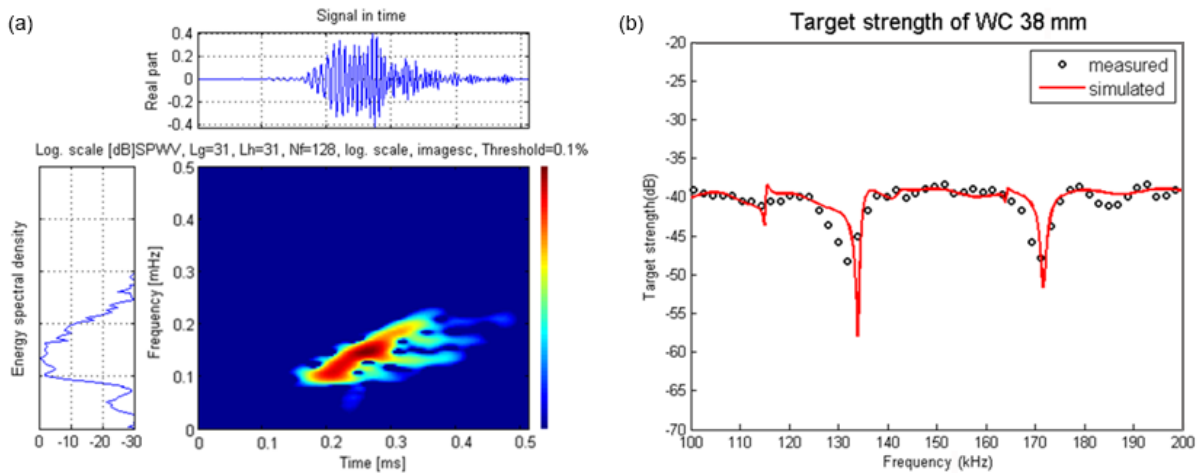 (a)
Signal in time
Real part
0.4
0.2
0
-0.2
-0.4
Log. scale [dB]SPWV, Lg=31, Lh=31, Nf=128, log. scale, imagesc, Threshold=0.1%
Energy spectral density
0 -10 -20 -30
Frequency [mHz]
0.5
0.4
0.3
0.2
0.1
0
0 0.1 0.2 0.3 0.4 0.5
Time [ms]
(b)
Target strength of WC 38 mm
measured
simulated
Target strength(dB)
-20
-25
-30
-35
-40
-45
-50
-55
-60
-65
-70
100 110 120 130 140 150 160 170 180 190 200
Frequency (kHz)